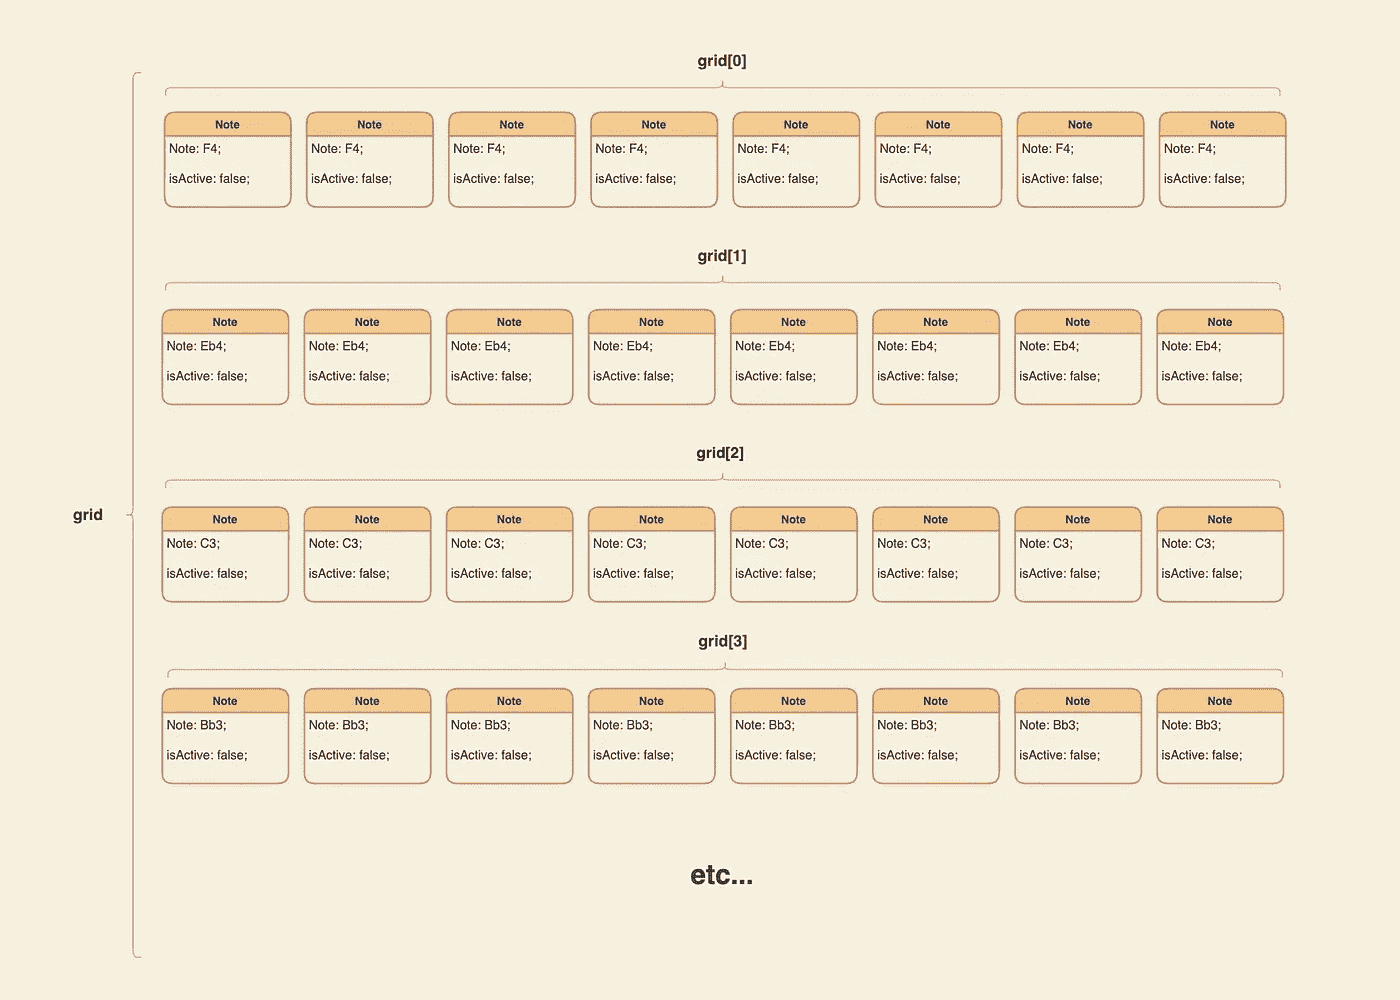 grid[0]
Note Note Note Note Note Note Note Note
Note: F4; Note: F4; Note: F4; Note: F4; Note: F4; Note: F4; Note: F4; Note: F4;
isActive: false; isActive: false; isActive: false; isActive: false; isActive: false; isActive: false; isActive: false; isActive: false;
grid[1]
Note Note Note Note Note Note Note Note
Note: Eb4; Note: Eb4; Note: Eb4; Note: Eb4; Note: Eb4; Note: Eb4; Note: Eb4; Note: Eb4;
isActive: false; isActive: false; isActive: false; isActive: false; isActive: false; isActive: false; isActive: false; isActive: false;
grid[2]
grid
Note Note Note Note Note Note Note Note
Note: C3; Note: C3; Note: C3; Note: C3; Note: C3; Note: C3; Note: C3; Note: C3;
isActive: false; isActive: false; isActive: false; isActive: false; isActive: false; isActive: false; isActive: false; isActive: false;
grid[3]
Note Note Note Note Note Note Note Note
Note: Bb3; Note: Bb3; Note: Bb3; Note: Bb3; Note: Bb3; Note: Bb3; Note: Bb3; Note: Bb3;
isActive: false; isActive: false; isActive: false; isActive: false; isActive: false; isActive: false; isActive: false; isActive: false;
etc...